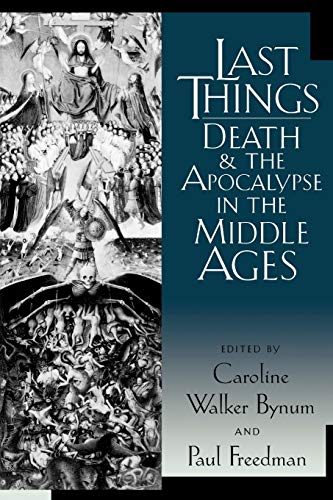 LAST
THINGS
DEATH
& THE
APOCALYPSE
IN THE
MIDDLE
AGES
EDITED BY
Caroline
Walker Bynum
AND
Paul Freedman